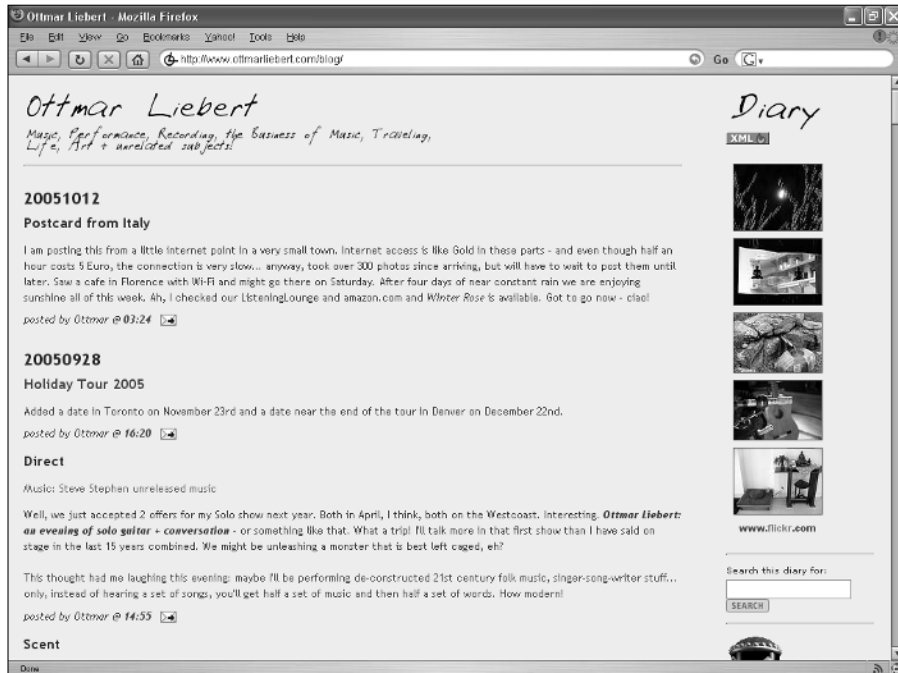 Ottmar Liebert - Mozilla Firefox
File Edit View Go Bookmarks Yahoo! Tools Help
http://www.ottmarliebert.com/blog/
Go
G
Ottmar Liebert
Music, Performance, Recording, the Business of Music, Traveling,
Life, Art + unrelated subjects!
20051012
Postcard from Italy
I am posting this from a little internet point in a very small town. Internet access is like Gold in these parts - and even though half an
hour costs 5 Euro, the connection is very slow... anyway, took over 300 photos since arriving, but will have to wait to post them until
later. Saw a cafe in Florence with Wi-Fi and might go there on Saturday. After four days of near constant rain we are enjoying
sunshine all of this week. Ah, I checked our ListeningLounge and amazon.com and Winter Rose is available. Got to go now - ciao!
posted by Ottmar @ 03:24
20050928
Holiday Tour 2005
Added a date in Toronto on November 23rd and a date near the end of the tour in Denver on December 22nd.
posted by Ottmar @ 16:20
Direct
Music: Steve Stephen unreleased music
Well, we just accepted 2 offers for my Solo show next year. Both in April, I think, both on the Westcoast. Interesting. Ottmar Liebert:
an evening of solo guitar + conversation - or something like that. What a trip! I'll talk more in that first show than I have said on
stage in the last 15 years combined. We might be unleashing a monster that is best left caged, eh?
This thought had me laughing this evening: maybe I'll be performing de-constructed 21st century folk music, singer-song-writer stuff...
only, instead of hearing a set of songs, you'll get half a set of music and then half a set of words. How modern!
posted by Ottmar @ 14:55
Scent
Diary
XML
www.flickr.com
Search this diary for:
SEARCH
Done